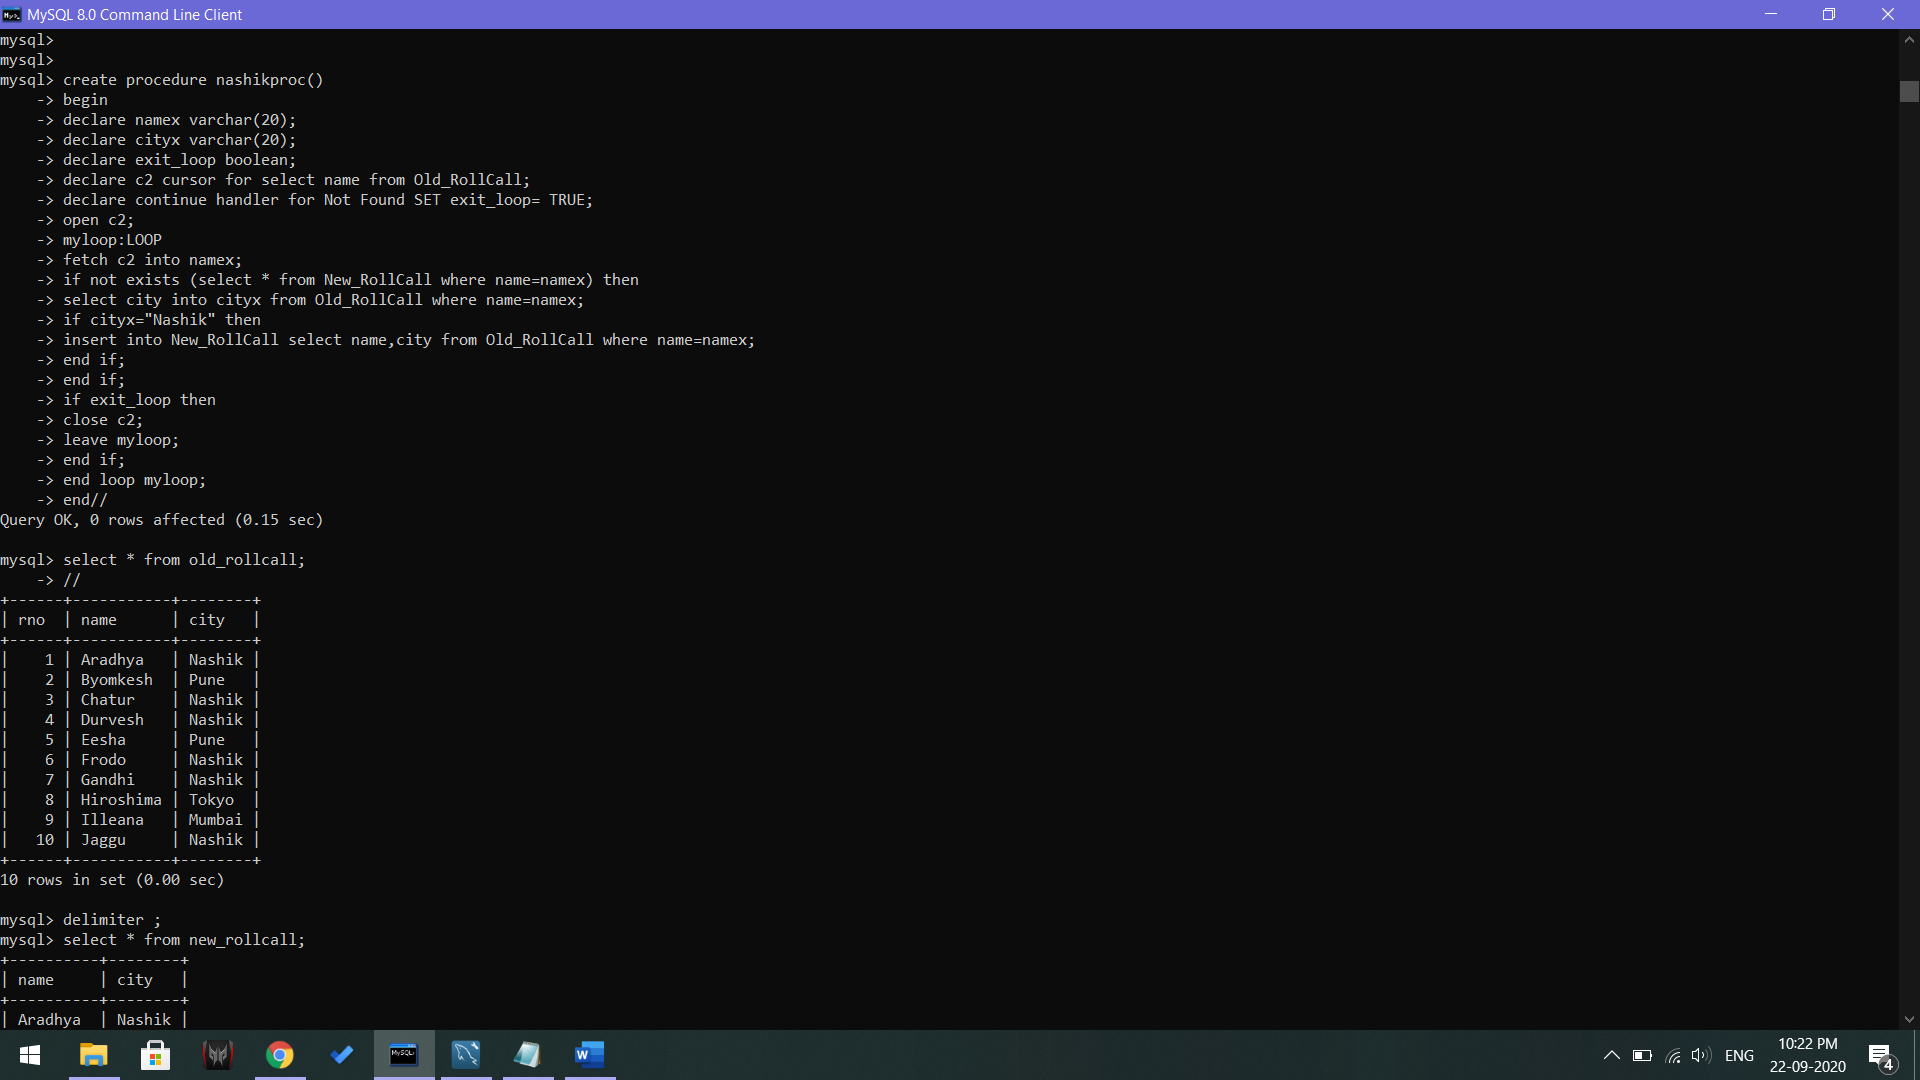 MySQL 8.0 Command Line Client
mysql>
mysql>
mysql> create procedure nashikproc()
    -> begin
    -> declare namex varchar(20);
    -> declare cityx varchar(20);
    -> declare exit_loop boolean;
    -> declare c2 cursor for select name from Old_RollCall;
    -> declare continue handler for Not Found SET exit_loop= TRUE;
    -> open c2;
    -> myloop:LOOP
    -> fetch c2 into namex;
    -> if not exists (select * from New_RollCall where name=namex) then
    -> select city into cityx from Old_RollCall where name=namex;
    -> if cityx="Nashik" then
    -> insert into New_RollCall select name,city from Old_RollCall where name=namex;
    -> end if;
    -> end if;
    -> if exit_loop then
    -> close c2;
    -> leave myloop;
    -> end if;
    -> end loop myloop;
    -> end//
Query OK, 0 rows affected (0.15 sec)
mysql> select * from old_rollcall;
    -> //
+------+-----------+--------+
| rno  | name      | city   |
+------+-----------+--------+
|    1 | Aradhya   | Nashik |
|    2 | Byomkesh  | Pune   |
|    3 | Chatur    | Nashik |
|    4 | Durvesh   | Nashik |
|    5 | Eesha     | Pune   |
|    6 | Frodo     | Nashik |
|    7 | Gandhi    | Nashik |
|    8 | Hiroshima | Tokyo  |
|    9 | Illeana   | Mumbai |
|   10 | Jaggu     | Nashik |
+------+-----------+--------+
10 rows in set (0.00 sec)
mysql> delimiter ;
mysql> select * from new_rollcall;
+----------+--------+
| name     | city   |
+----------+--------+
| Aradhya  | Nashik |
ENG
10:22 PM
22-09-2020
4